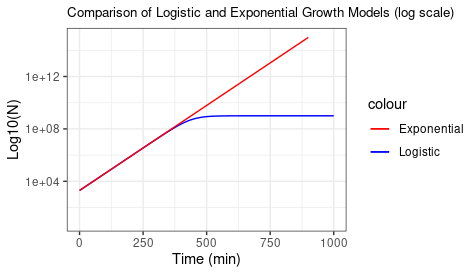 Comparison of Logistic and Exponential Growth Models (log scale)
1e+12
1e+08
1e+04
Log10(N)
0 250 500 750 1000
Time (min)
colour
Exponential
Logistic